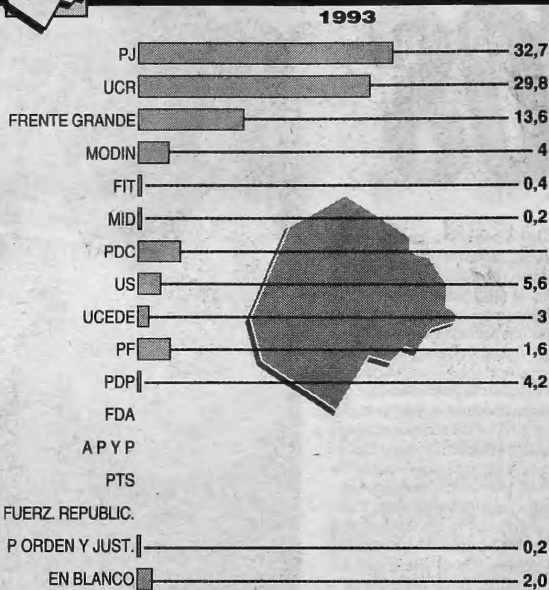 1993
PJ 32,7
UCR 29,8
FRENTE GRANDE 13,6
MODIN 4
FIT 0,4
MID 0,2
PDC
US 5,6
UCEDE 3
PF 1,6
PDP 4,2
FDA
A P Y P
PTS
FUERZ. REPUBLIC.
P ORDEN Y JUST. 0,2
EN BLANCO 2,0